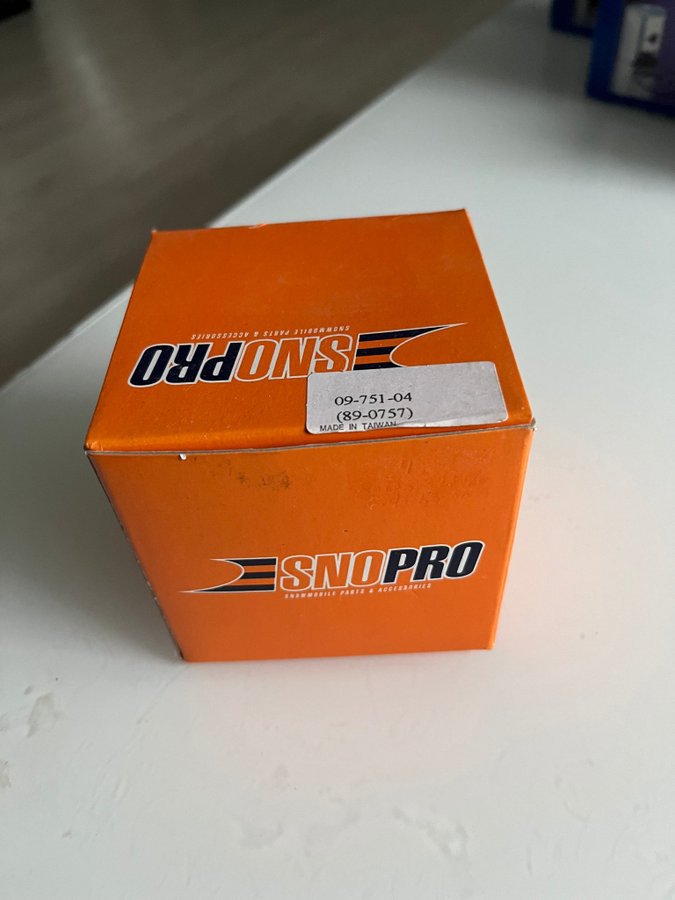 SNOPRO
SNOWMOBILE PARTS & ACCESSORIES
09-751-04
(89-0757)
MADE IN TAIWAN
SNOPRO
SNOWMOBILE PARTS & ACCESSORIES